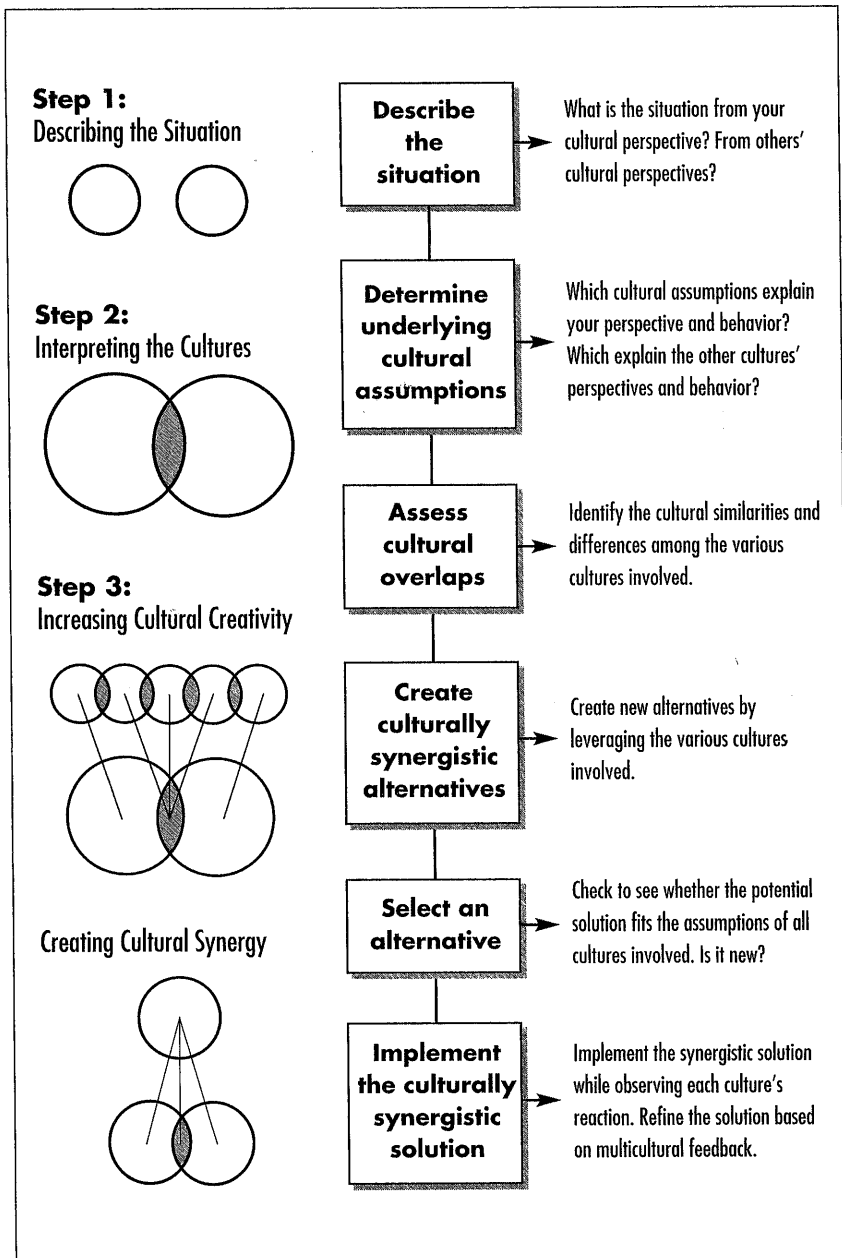 Step 1:
Describing the Situation
Describe
the
situation
What is the situation from your
cultural perspective? From others'
cultural perspectives?
Step 2:
Interpreting the Cultures
Determine
underlying
cultural
assumptions
Which cultural assumptions explain
your perspective and behavior?
Which explain the other cultures'
perspectives and behavior?
Assess
cultural
overlaps
Identify the cultural similarities and
differences among the various
cultures involved.
Step 3:
Increasing Cultural Creativity
Create
culturally
synergistic
alternatives
Create new alternatives by
leveraging the various cultures
involved.
Select an
alternative
Check to see whether the potential
solution fits the assumptions of all
cultures involved. Is it new?
Creating Cultural Synergy
Implement
the culturally
synergistic
solution
Implement the synergistic solution
while observing each culture's
reaction. Refine the solution based
on multicultural feedback.